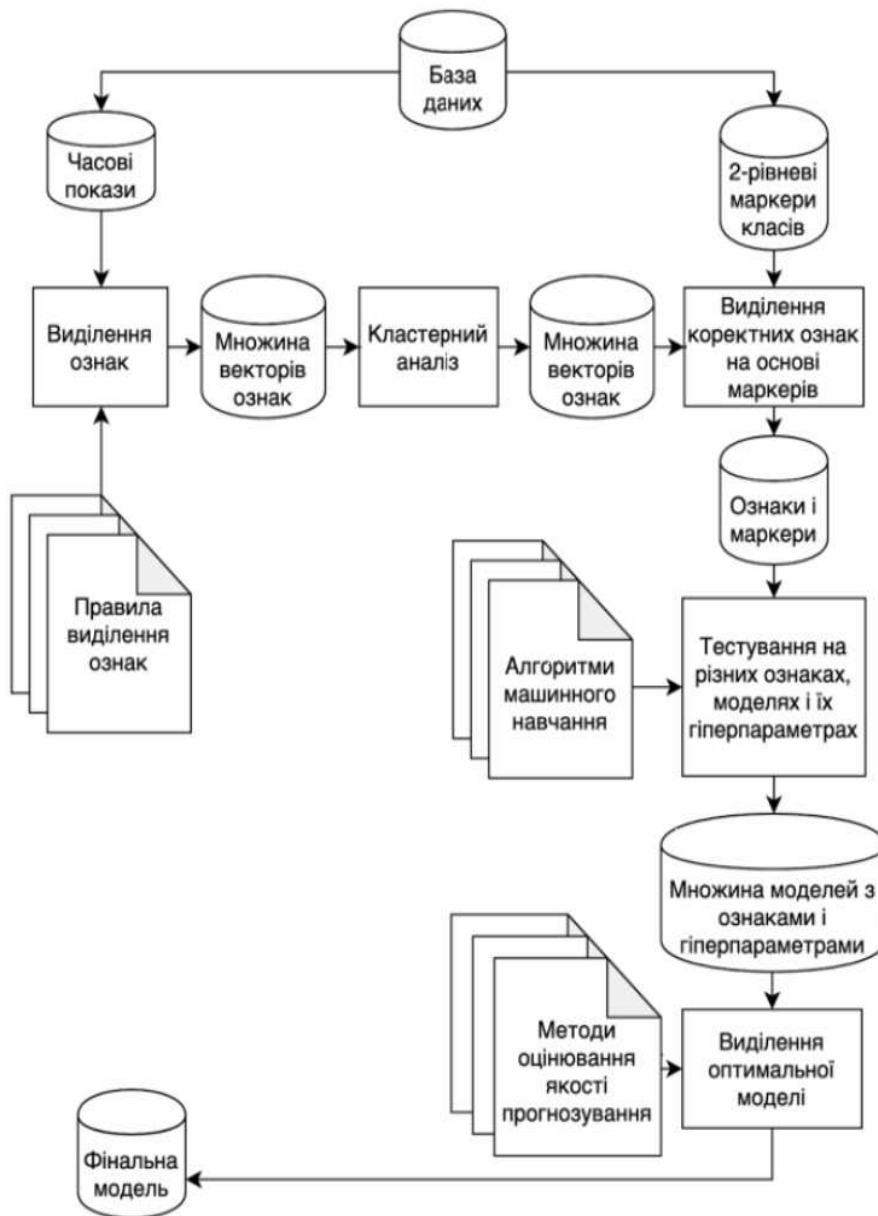 База
даних
Часові
покази
2-рівневі
маркери
класів
Виділення
ознак
Множина
векторів
ознак
Кластерний
аналіз
Множина
векторів
ознак
Виділення
коректних ознак
на основі
маркерів
Ознаки і
маркери
Правила
виділення
ознак
Алгоритми
машинного
навчання
Тестування на
різних ознаках,
моделях і їх
гіперпараметрах
Множина моделей з
ознаками і
гіперпараметрами
Методи
оцінювання
якості
прогнозування
Виділення
оптимальної
моделі
Фінальна
модель